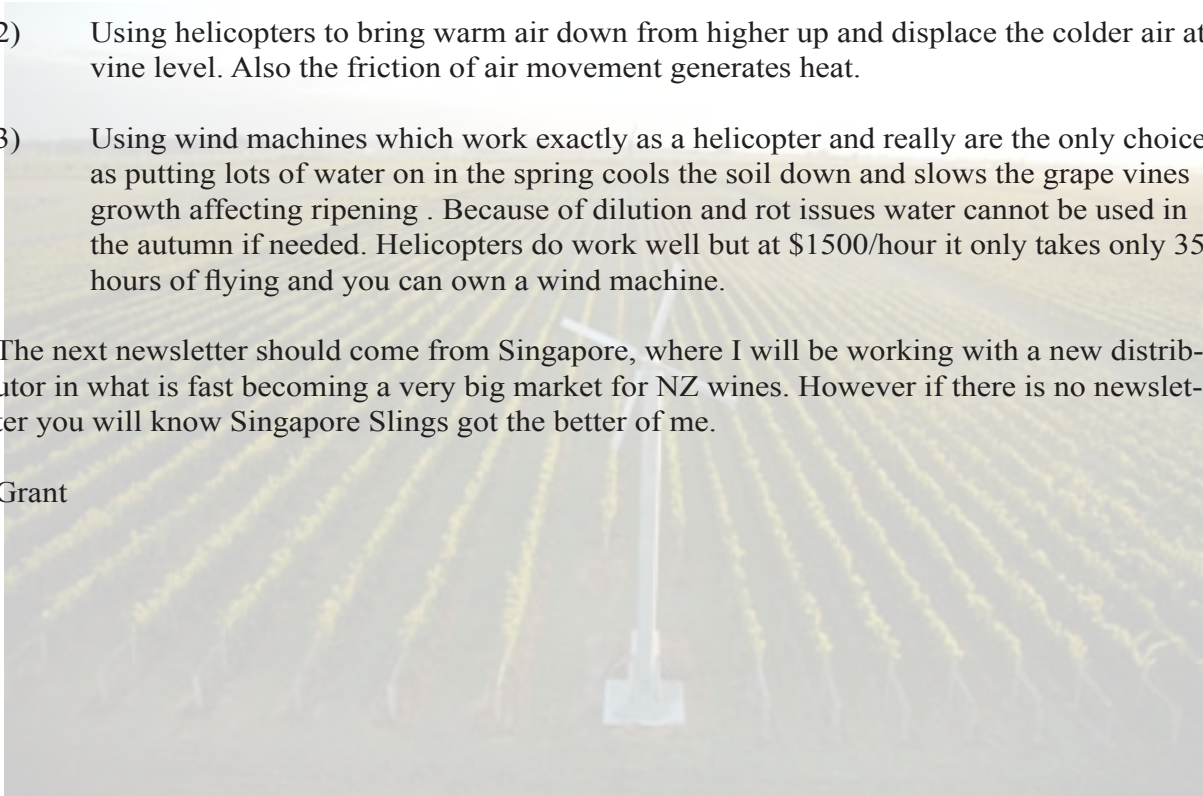 2) Using helicopters to bring warm air down from higher up and displace the colder air at
vine level. Also the friction of air movement generates heat.
3) Using wind machines which work exactly as a helicopter and really are the only choice
as putting lots of water on in the spring cools the soil down and slows the grape vines
growth affecting ripening . Because of dilution and rot issues water cannot be used in
the autumn if needed. Helicopters do work well but at $1500/hour it only takes only 35
hours of flying and you can own a wind machine.
The next newsletter should come from Singapore, where I will be working with a new distrib-
utor in what is fast becoming a very big market for NZ wines. However if there is no newslet-
ter you will know Singapore Slings got the better of me.
Grant